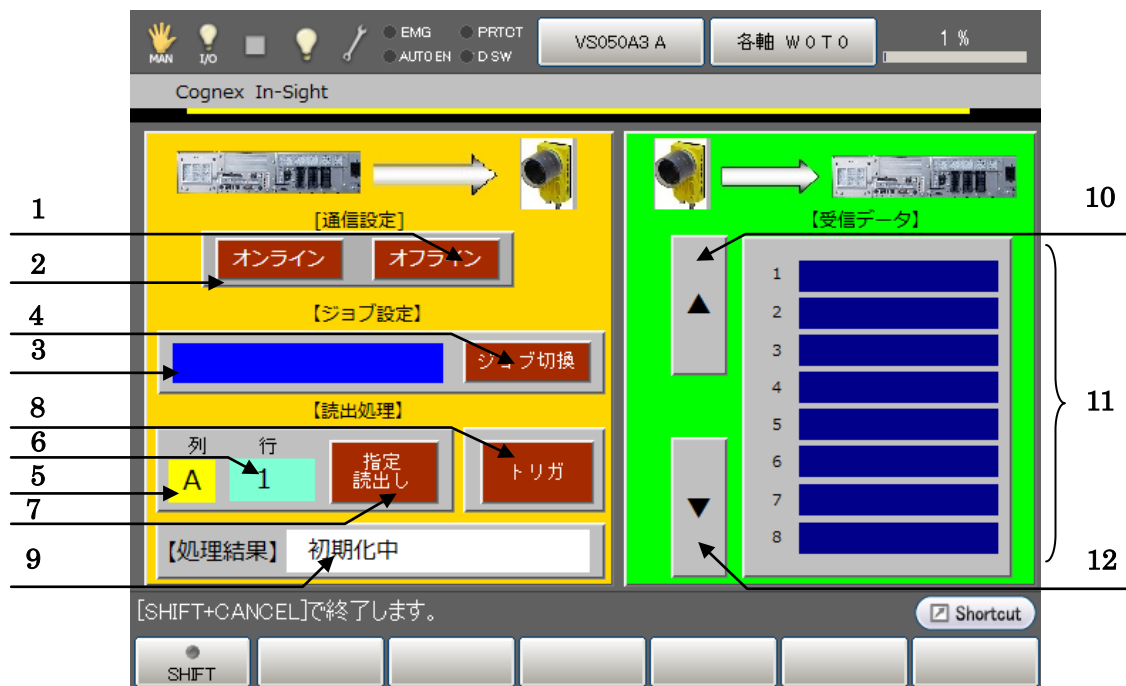 MAN
I/O
EMG
PRTCT
AUTO EN
D SW
VS050A3 A
各軸 W0T0
1 %
Cognex In-Sight
1
[通信設定]
2
オンライン
オフライン
4
【ジョブ設定】
3
ジョブ切換
8
【読出処理】
6
列
行
5
A
1
指定
読出し
トリガ
7
9
【処理結果】
初期化中
10
【受信データ】
▲
1
2
3
4
5
6
7
8
11
▼
12
[SHIFT+CANCEL]で終了します。
Shortcut
SHIFT